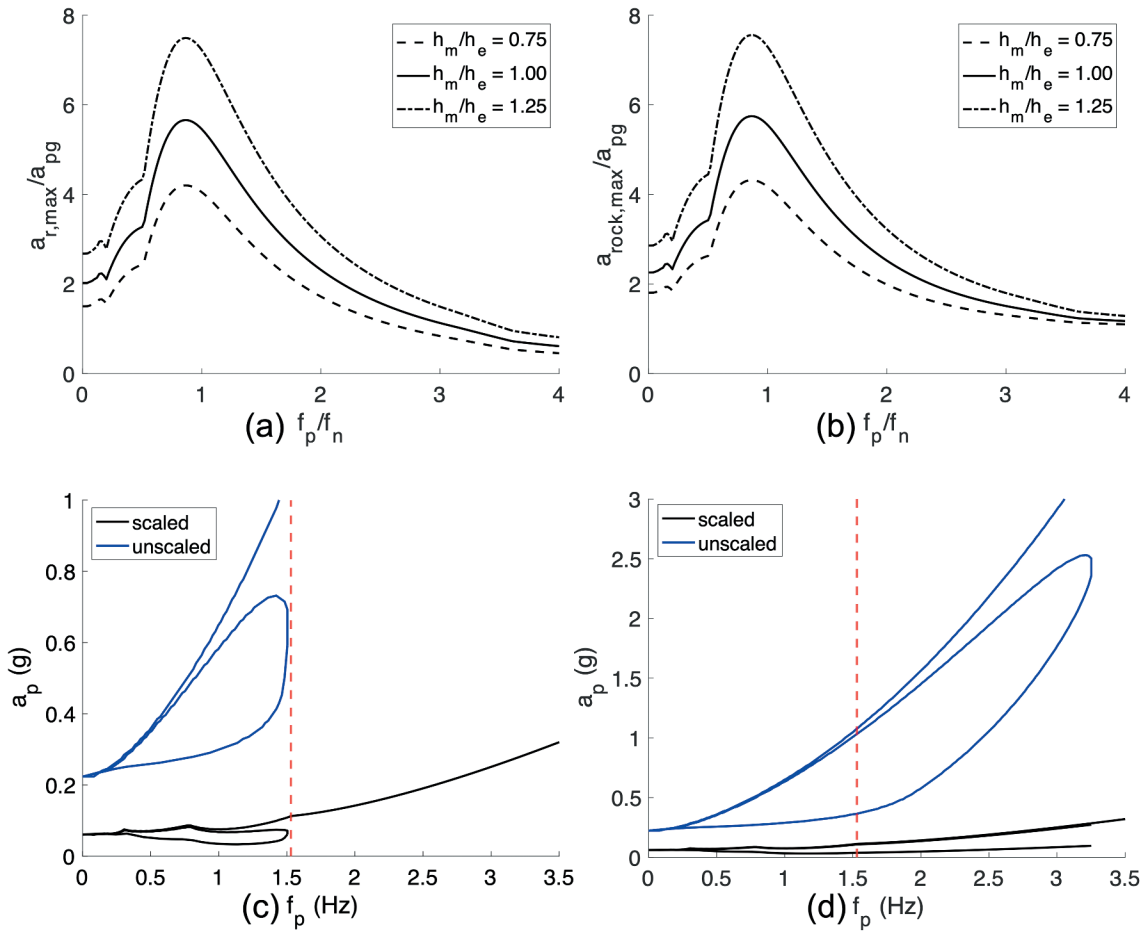 8
6
4
2
0
a_r,max/a_pg
h_m/h_e = 0.75
h_m/h_e = 1.00
h_m/h_e = 1.25
0 1 2 3 4
(a) f_p/f_n
8
6
4
2
0
a_rock,max/a_pg
h_m/h_e = 0.75
h_m/h_e = 1.00
h_m/h_e = 1.25
0 1 2 3 4
(b) f_p/f_n
1
0.8
0.6
0.4
0.2
0
a_p (g)
scaled
unscaled
0 0.5 1 1.5 2 2.5 3 3.5
(c) f_p (Hz)
3
2.5
2
1.5
1
0.5
0
a_p (g)
scaled
unscaled
0 0.5 1 1.5 2 2.5 3 3.5
(d) f_p (Hz)